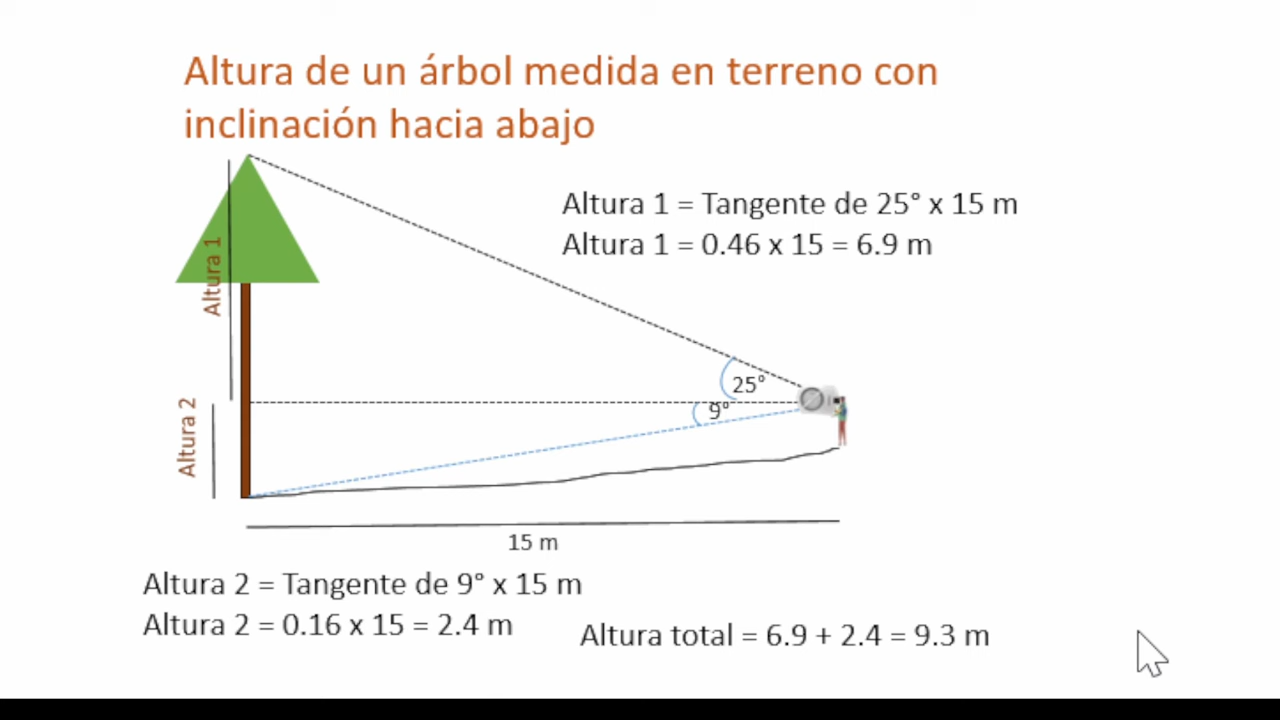 Altura de un árbol medida en terreno con
inclinación hacia abajo
Altura 1 = Tangente de 25° x 15 m
Altura 1 = 0.46 x 15 = 6.9 m
Altura 1
25°
9°
Altura 2
15 m
Altura 2 = Tangente de 9° x 15 m
Altura 2 = 0.16 x 15 = 2.4 m
Altura total = 6.9 + 2.4 = 9.3 m